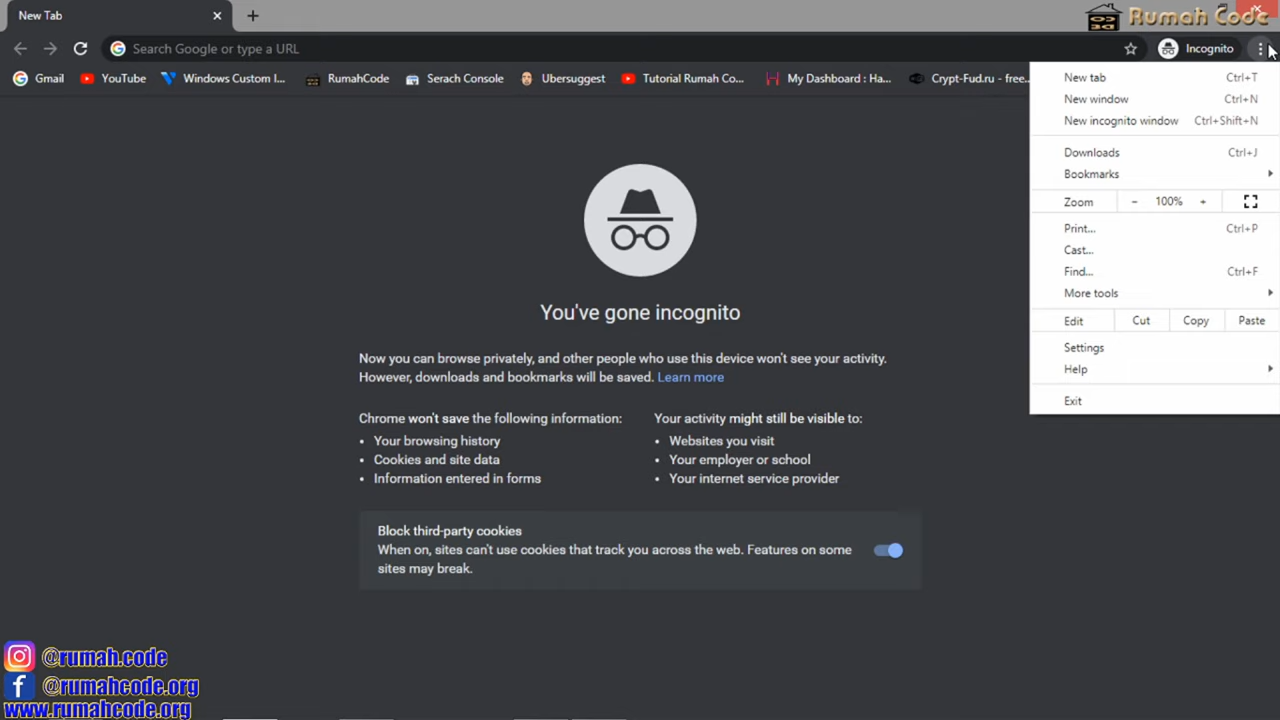 New Tab
Rumah Code
Search Google or type a URL
Incognito
Gmail
YouTube
Windows Custom I...
RumahCode
Serach Console
Ubersuggest
Tutorial Rumah Co...
My Dashboard : Ha...
Crypt-Fud.ru - free...
New tab Ctrl+T
New window Ctrl+N
New incognito window Ctrl+Shift+N
Downloads Ctrl+J
Bookmarks
Zoom - 100% +
Print... Ctrl+P
Cast...
Find... Ctrl+F
More tools
Edit Cut Copy Paste
Settings
Help
Exit
You've gone incognito
Now you can browse privately, and other people who use this device won't see your activity.
However, downloads and bookmarks will be saved. Learn more
Chrome won't save the following information:
• Your browsing history
• Cookies and site data
• Information entered in forms
Your activity might still be visible to:
• Websites you visit
• Your employer or school
• Your internet service provider
Block third-party cookies
When on, sites can't use cookies that track you across the web. Features on some
sites may break.
@rumah.code
@rumahcode.org
www.rumahcode.org